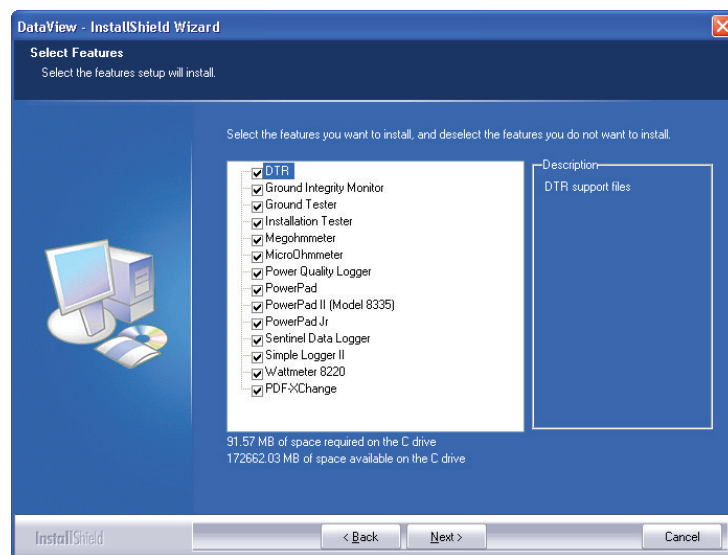 DataView - InstallShield Wizard
Select Features
Select the features setup will install.
Select the features you want to install, and deselect the features you do not want to install.
DTR
Ground Integrity Monitor
Ground Tester
Installation Tester
Megohmmeter
MicroOhmmeter
Power Quality Logger
PowerPad
PowerPad II (Model 8335)
PowerPad Jr
Sentinel Data Logger
Simple Logger II
Wattmeter 8220
PDF-XChange
Description
DTR support files
91.57 MB of space required on the C drive
172662.03 MB of space available on the C drive
InstallShield
< Back
Next >
Cancel